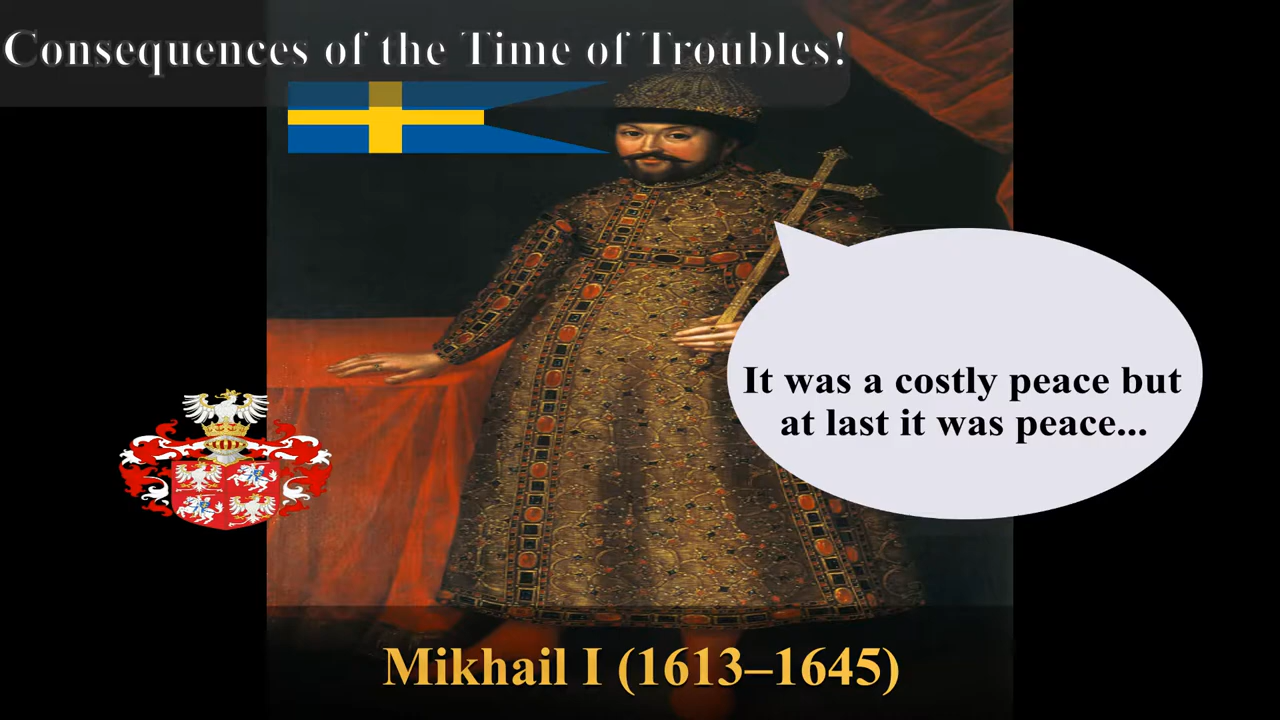 Consequences of the Time of Troubles!
It was a costly peace but
at last it was peace...
Mikhail I (1613–1645)